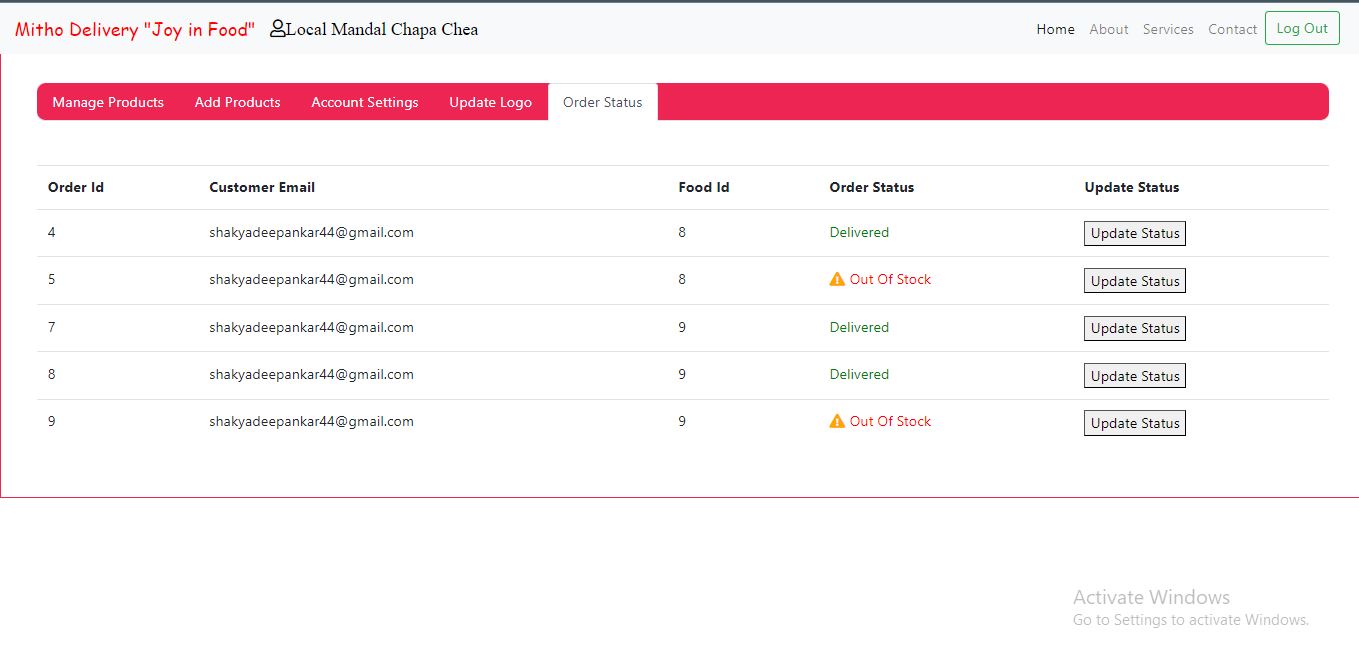 Mitho Delivery "Joy in Food" Local Mandal Chapa Chea Home About Services Contact Log Out
Manage Products Add Products Account Settings Update Logo Order Status
Order Id Customer Email Food Id Order Status Update Status
4 shakyadeepankar44@gmail.com 8 Delivered Update Status
5 shakyadeepankar44@gmail.com 8 Out Of Stock Update Status
7 shakyadeepankar44@gmail.com 9 Delivered Update Status
8 shakyadeepankar44@gmail.com 9 Delivered Update Status
9 shakyadeepankar44@gmail.com 9 Out Of Stock Update Status
Activate Windows
Go to Settings to activate Windows.